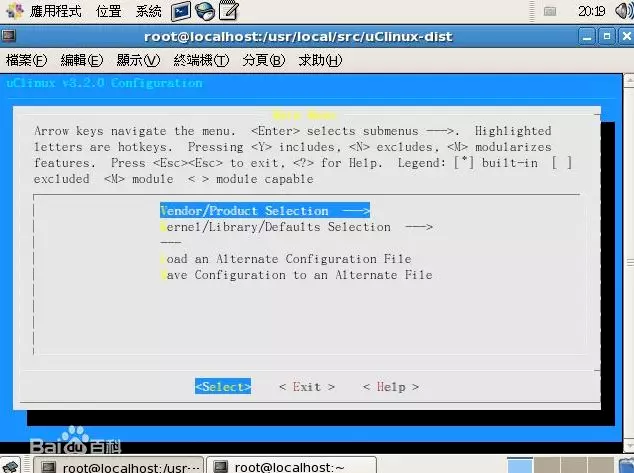 應用程式 位置 系統 20:19
root@localhost:/usr/local/src/uClinux-dist
檔案(F) 編輯(E) 顯示(V) 終端機(T) 分頁(B) 求助(H)
uClinux v3.2.0 Configuration
Main Menu
Arrow keys navigate the menu. <Enter> selects submenus --->. Highlighted
letters are hotkeys. Pressing <Y> includes, <N> excludes, <M> modularizes
features. Press <Esc><Esc> to exit, <?> for Help. Legend: [*] built-in [ ]
excluded <M> module < > module capable
Vendor/Product Selection --->
Kernel/Library/Defaults Selection --->
---
Load an Alternate Configuration File
Save Configuration to an Alternate File
<Select> < Exit > < Help >
Baidu百科
root@localhost:/usr··· root@localhost:~